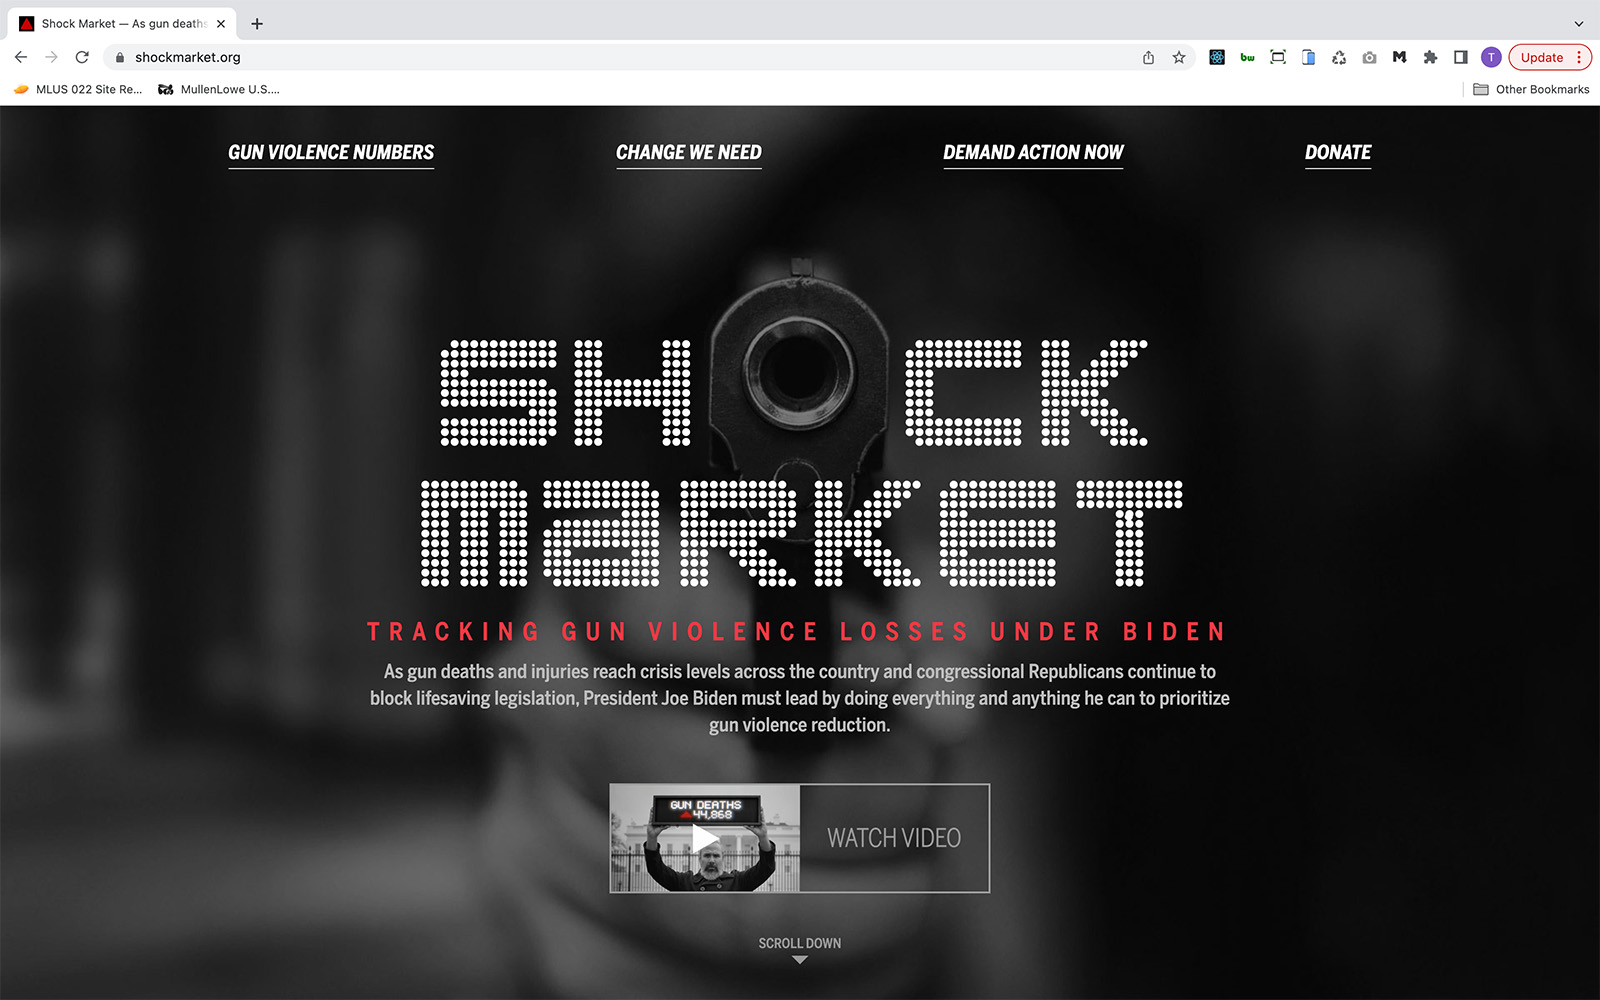 Shock Market — As gun deaths
shockmarket.org
bw
T
Update
MLUS 022 Site Re...
MullenLowe U.S....
Other Bookmarks
GUN VIOLENCE NUMBERS
CHANGE WE NEED
DEMAND ACTION NOW
DONATE
SHOCK
MaRKET
TRACKING GUN VIOLENCE LOSSES UNDER BIDEN
As gun deaths and injuries reach crisis levels across the country and congressional Republicans continue to
block lifesaving legislation, President Joe Biden must lead by doing everything and anything he can to prioritize
gun violence reduction.
GUN DEATHS
44,868
WATCH VIDEO
SCROLL DOWN